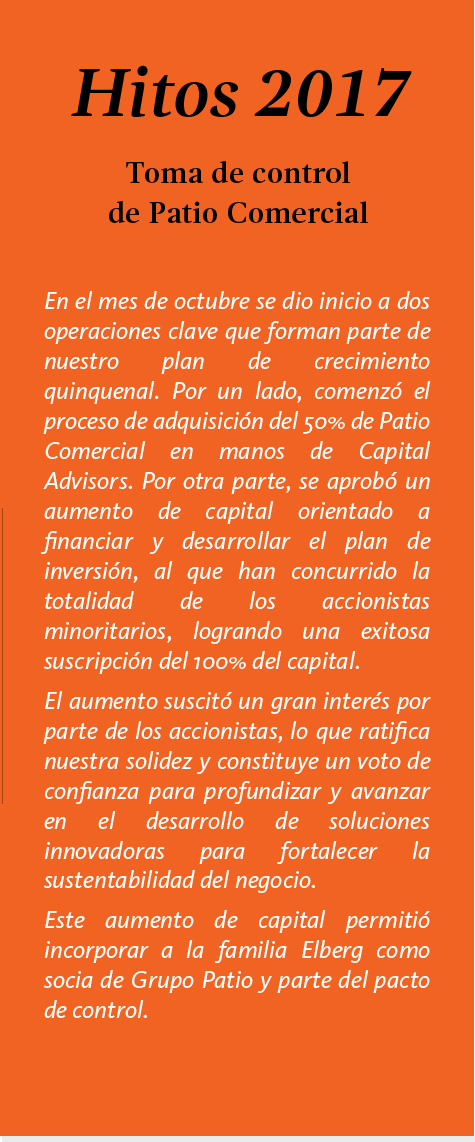 Hitos 2017
Toma de control
de Patio Comercial
En el mes de octubre se dio inicio a dos
operaciones clave que forman parte de
nuestro plan de crecimiento
quinquenal. Por un lado, comenzó el
proceso de adquisición del 50% de Patio
Comercial en manos de Capital
Advisors. Por otra parte, se aprobó un
aumento de capital orientado a
financiar y desarrollar el plan de
inversión, al que han concurrido la
totalidad de los accionistas
minoritarios, logrando una exitosa
suscripción del 100% del capital.
El aumento suscitó un gran interés por
parte de los accionistas, lo que ratifica
nuestra solidez y constituye un voto de
confianza para profundizar y avanzar
en el desarrollo de soluciones
innovadoras para fortalecer la
sustentabilidad del negocio.
Este aumento de capital permitió
incorporar a la familia Elberg como
socia de Grupo Patio y parte del pacto
de control.